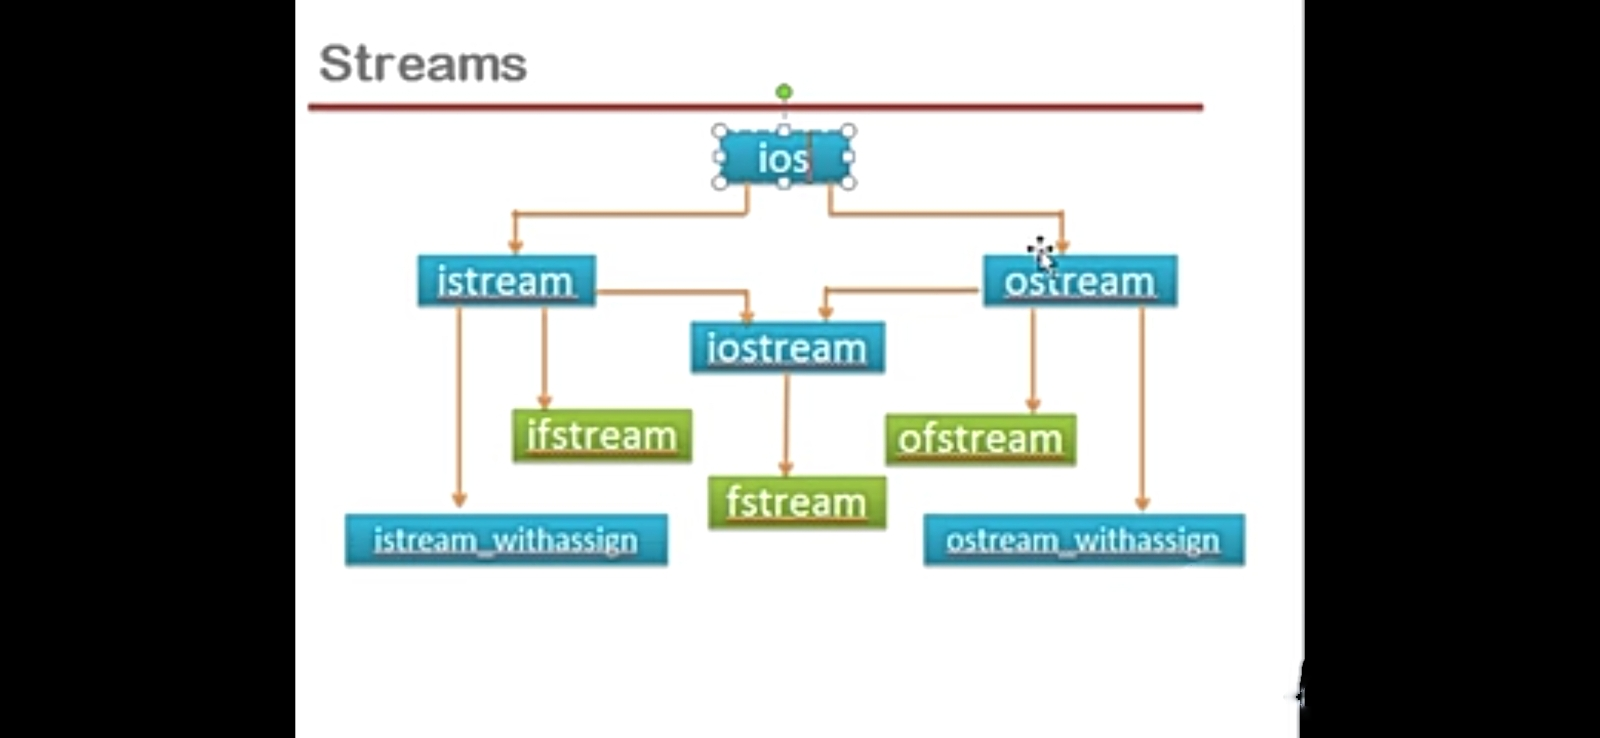 Streams
ios
istream
ostream
iostream
ifstream
ofstream
fstream
istream_withassign
ostream_withassign